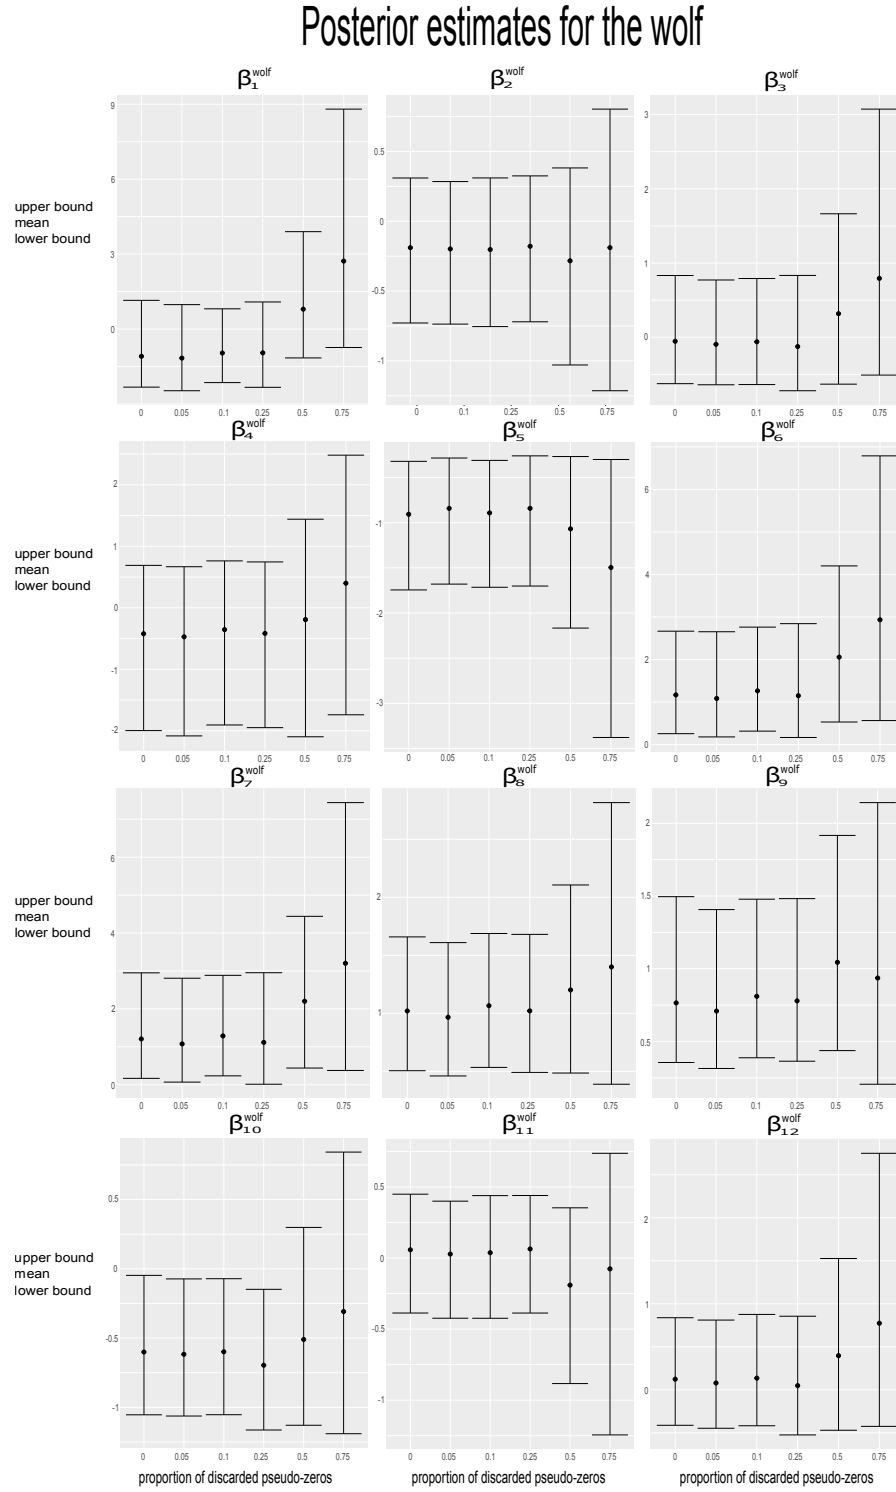 Posterior estimates for the wolf
β₁^wolf β₂^wolf β₃^wolf
upper bound
mean
lower bound
9
6
3
0
0 0.05 0.1 0.25 0.5 0.75
0.5
0
-0.5
-1
0 0.1 0.5 0.75
3
2
1
0
0 0.05 0.1 0.25 0.5 0.75
β₄^wolf β₅^wolf β₆^wolf
upper bound
mean
lower bound
2
1
0
-1
-2
0 0.05 0.1 0.25 0.5 0.75
-1
-2
-3
0 0.05 0.1 0.25 0.5 0.75
6
4
2
0
0 0.05 0.1 0.25 0.5 0.75
β₇^wolf β₈^wolf β₉^wolf
upper bound
mean
lower bound
6
4
2
0
0 0.05 0.1 0.25 0.5 0.75
2
1
0 0.05 0.1 0.25 0.5 0.75
2
1.5
1
0.5
0 0.05 0.1 0.25 0.5 0.75
β₁₀^wolf β₁₁^wolf β₁₂^wolf
upper bound
mean
lower bound
0.5
0
-0.5
-1
0 0.05 0.1 0.25 0.5 0.75
0.5
0
-0.5
-1
0 0.05 0.1 0.25 0.5 0.75
2
1
0
0 0.05 0.1 0.25 0.5 0.75
proportion of discarded pseudo-zeros proportion of discarded pseudo-zeros proportion of discarded pseudo-zeros